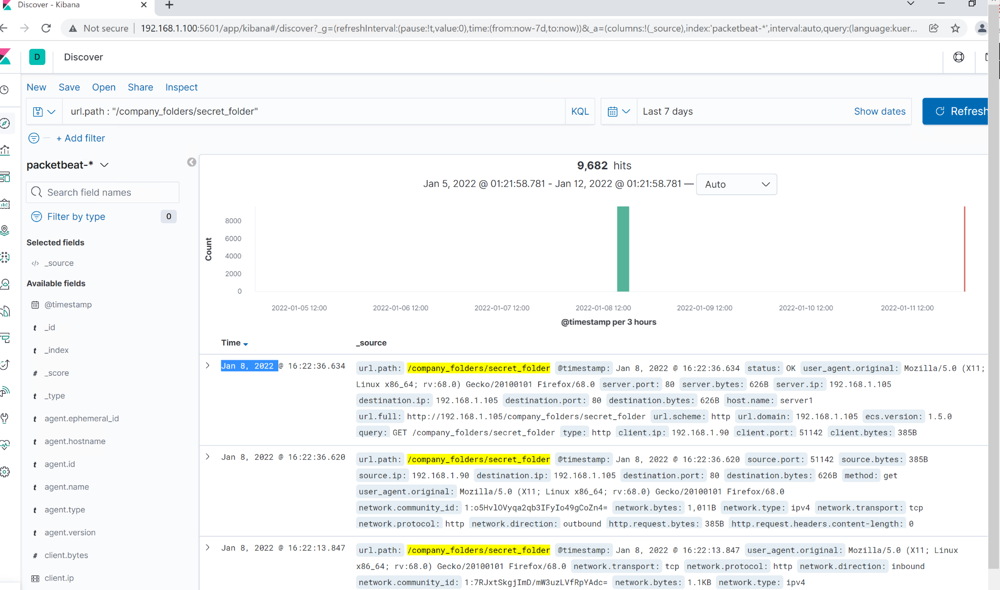 Discover - Kibana
Not secure
192.168.1.100:5601/app/kibana#/discover?_g=(refreshInterval:(pause:!t,value:0),time:(from:now-7d,to:now))&_a=(columns:!(_source),index:'packetbeat-*',interval:auto,query:(language:kuer...
D
Discover
New Save Open Share Inspect
url.path : "/company_folders/secret_folder"
KQL
Last 7 days
Show dates
Refresh
+ Add filter
packetbeat-*
Search field names
Filter by type 0
Selected fields
</> _source
Available fields
@timestamp
t _id
t _index
# _score
t _type
t agent.ephemeral_id
t agent.hostname
t agent.id
t agent.name
t agent.type
t agent.version
# client.bytes
client.ip
9,682 hits
Jan 5, 2022 @ 01:21:58.781 - Jan 12, 2022 @ 01:21:58.781 — Auto
Count
8000
6000
4000
2000
0
2022-01-05 12:00 2022-01-06 12:00 2022-01-07 12:00 2022-01-08 12:00 2022-01-09 12:00 2022-01-10 12:00 2022-01-11 12:00
@timestamp per 3 hours
Time _source
Jan 8, 2022 @ 16:22:36.634
url.path: /company_folders/secret_folder @timestamp: Jan 8, 2022 @ 16:22:36.634 status: OK user_agent.original: Mozilla/5.0 (X11;
Linux x86_64; rv:68.0) Gecko/20100101 Firefox/68.0 server.port: 80 server.bytes: 626B server.ip: 192.168.1.105
destination.ip: 192.168.1.105 destination.port: 80 destination.bytes: 626B host.name: server1
url.full: http://192.168.1.105/company_folders/secret_folder url.scheme: http url.domain: 192.168.1.105 ecs.version: 1.5.0
query: GET /company_folders/secret_folder type: http client.ip: 192.168.1.90 client.port: 51142 client.bytes: 385B
Jan 8, 2022 @ 16:22:36.620
url.path: /company_folders/secret_folder @timestamp: Jan 8, 2022 @ 16:22:36.620 source.port: 51142 source.bytes: 385B
source.ip: 192.168.1.90 destination.ip: 192.168.1.105 destination.port: 80 destination.bytes: 626B method: get
user_agent.original: Mozilla/5.0 (X11; Linux x86_64; rv:68.0) Gecko/20100101 Firefox/68.0
network.community_id: 1:o5HvlOVyqa2qb3IFyIo49gCoZn4= network.bytes: 1,011B network.type: ipv4 network.transport: tcp
network.protocol: http network.direction: outbound http.request.bytes: 385B http.request.headers.content-length: 0
Jan 8, 2022 @ 16:22:13.847
url.path: /company_folders/secret_folder @timestamp: Jan 8, 2022 @ 16:22:13.847 user_agent.original: Mozilla/5.0 (X11; Linux
x86_64; rv:68.0) Gecko/20100101 Firefox/68.0 network.transport: tcp network.protocol: http network.direction: inbound
network.community_id: 1:7RJxtSkgjImD/mW3uzLVfRpYAdc= network.bytes: 1.1KB network.type: ipv4